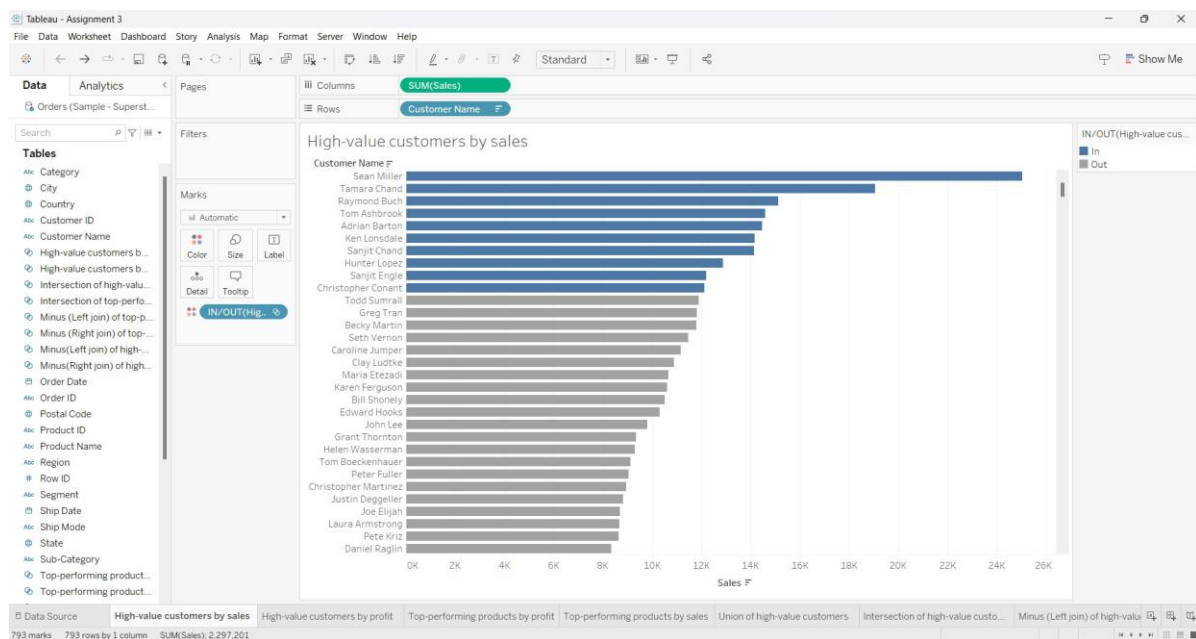 Tableau - Assignment 3
File Data Worksheet Dashboard Story Analysis Map Format Server Window Help
Standard
Show Me
Data Analytics
Pages
Columns SUM(Sales)
Orders (Sample - Superst...
Rows Customer Name
Search
Filters
High-value customers by sales
IN/OUT(High-value cus...
In
Out
Tables
Category
City
Country
Customer ID
Customer Name
High-value customers b...
High-value customers b...
Intersection of high-valu...
Intersection of top-perfo...
Minus (Left join) of top-p...
Minus (Right join) of top-...
Minus(Left join) of high-...
Minus(Right join) of high...
Order Date
Order ID
Postal Code
Product ID
Product Name
Region
Row ID
Segment
Ship Date
Ship Mode
State
Sub-Category
Top-performing product...
Top-performing product...
Marks
Automatic
Color Size Label
Detail Tooltip
IN/OUT(Hig..
Customer Name
Sean Miller
Tamara Chand
Raymond Buch
Tom Ashbrook
Adrian Barton
Ken Lonsdale
Sanjit Chand
Hunter Lopez
Sanjit Engle
Christopher Conant
Todd Sumrall
Greg Tran
Becky Martin
Seth Vernon
Caroline Jumper
Clay Ludtke
Maria Etezadi
Karen Ferguson
Bill Shonely
Edward Hooks
John Lee
Grant Thornton
Helen Wasserman
Tom Boeckenhauer
Peter Fuller
Christopher Martinez
Justin Deggeller
Joe Elijah
Laura Armstrong
Pete Kriz
Daniel Raglin
0K 2K 4K 6K 8K 10K 12K 14K 16K 18K 20K 22K 24K 26K
Sales
Data Source High-value customers by sales High-value customers by profit Top-performing products by profit Top-performing products by sales Union of high-value customers Intersection of high-value custo... Minus (Left join) of high-valu
793 marks 793 rows by 1 column SUM(Sales): 2,297,201